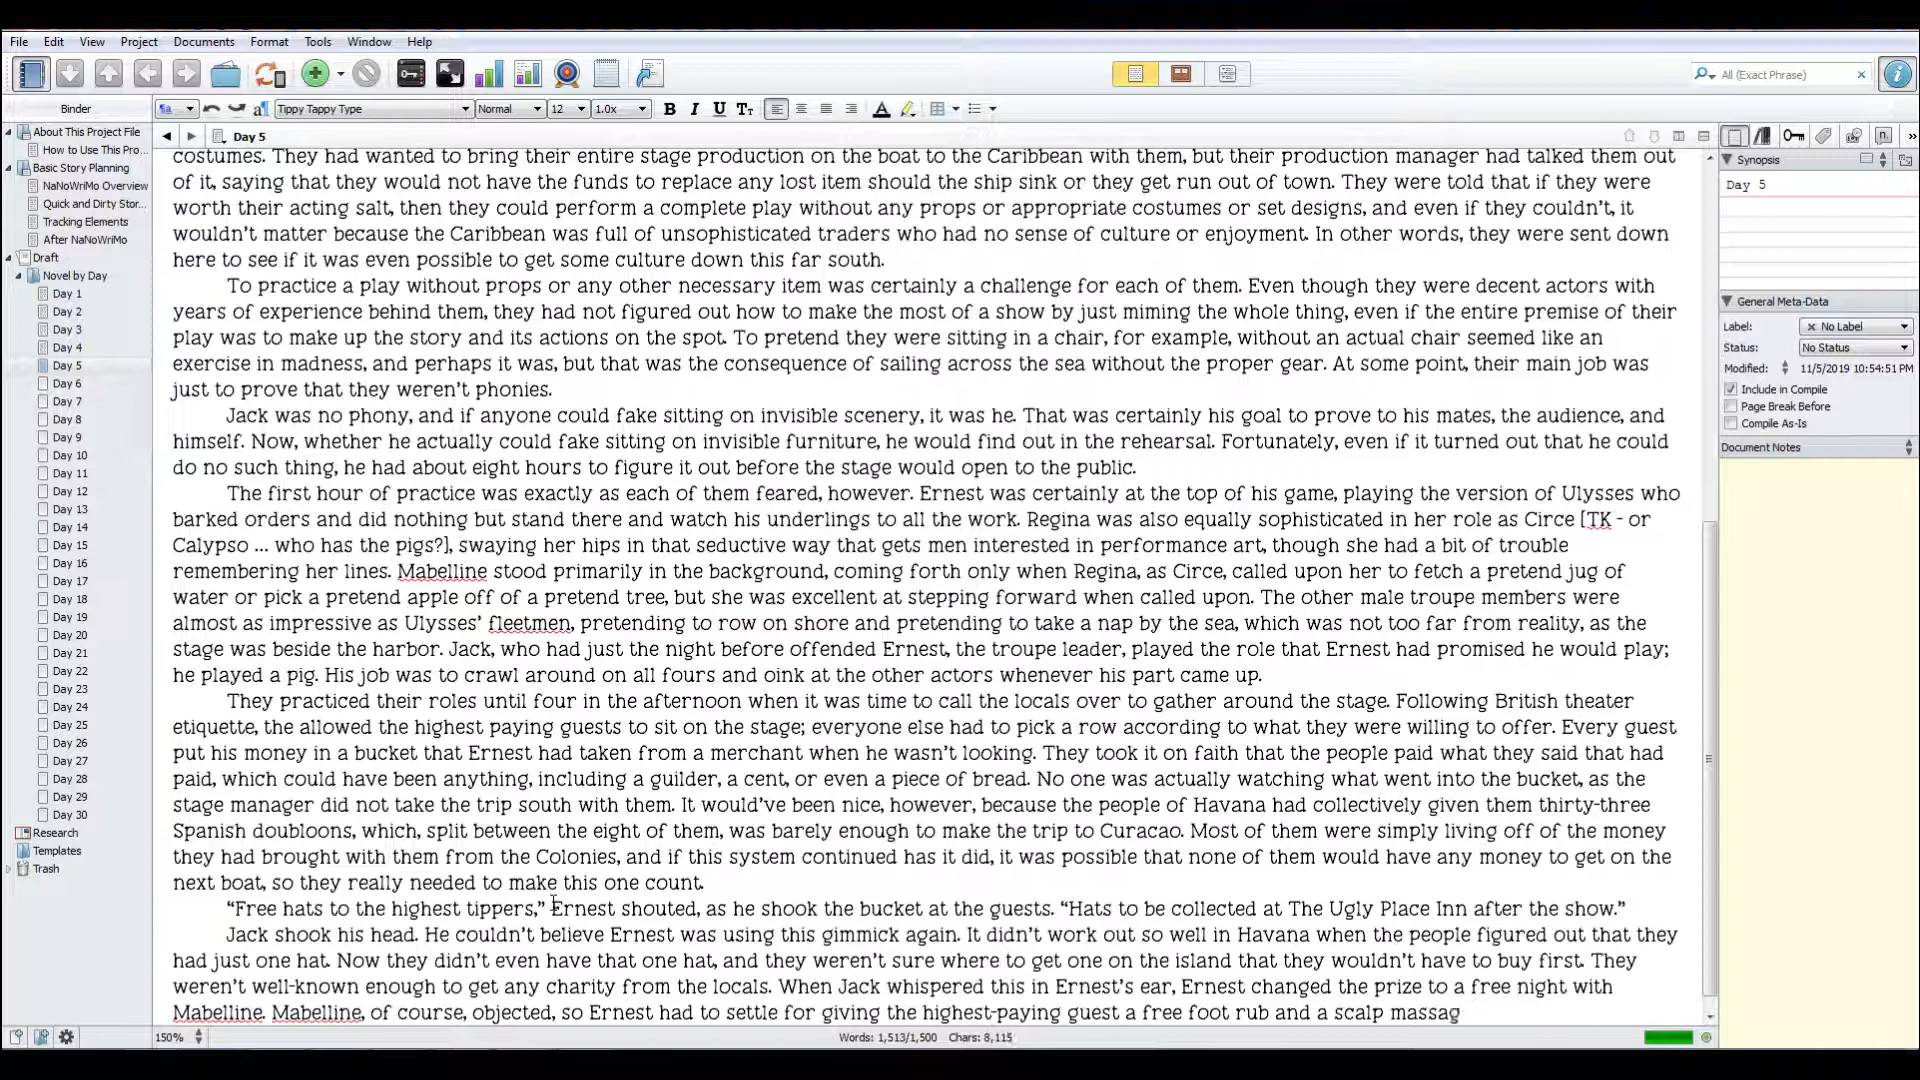 File Edit View Project Documents Format Tools Window Help
All (Exact Phrase)
Binder
¶a Tippy Tappy Type Normal 12 1.0x B I U
Day 5
About This Project File
How to Use This Pro...
Basic Story Planning
NaNoWriMo Overview
Quick and Dirty Stor...
Tracking Elements
After NaNoWriMo
Draft
Novel by Day
Day 1
Day 2
Day 3
Day 4
Day 5
Day 6
Day 7
Day 8
Day 9
Day 10
Day 11
Day 12
Day 13
Day 14
Day 15
Day 16
Day 17
Day 18
Day 19
Day 20
Day 21
Day 22
Day 23
Day 24
Day 25
Day 26
Day 27
Day 28
Day 29
Day 30
Research
Templates
Trash
costumes. They had wanted to bring their entire stage production on the boat to the Caribbean with them, but their production manager had talked them out
of it, saying that they would not have the funds to replace any lost item should the ship sink or they get run out of town. They were told that if they were
worth their acting salt, then they could perform a complete play without any props or appropriate costumes or set designs, and even if they couldn’t, it
wouldn’t matter because the Caribbean was full of unsophisticated traders who had no sense of culture or enjoyment. In other words, they were sent down
here to see if it was even possible to get some culture down this far south.
To practice a play without props or any other necessary item was certainly a challenge for each of them. Even though they were decent actors with
years of experience behind them, they had not figured out how to make the most of a show by just miming the whole thing, even if the entire premise of their
play was to make up the story and its actions on the spot. To pretend they were sitting in a chair, for example, without an actual chair seemed like an
exercise in madness, and perhaps it was, but that was the consequence of sailing across the sea without the proper gear. At some point, their main job was
just to prove that they weren’t phonies.
Jack was no phony, and if anyone could fake sitting on invisible scenery, it was he. That was certainly his goal to prove to his mates, the audience, and
himself. Now, whether he actually could fake sitting on invisible furniture, he would find out in the rehearsal. Fortunately, even if it turned out that he could
do no such thing, he had about eight hours to figure it out before the stage would open to the public.
The first hour of practice was exactly as each of them feared, however. Ernest was certainly at the top of his game, playing the version of Ulysses who
barked orders and did nothing but stand there and watch his underlings to all the work. Regina was also equally sophisticated in her role as Circe [TK - or
Calypso ... who has the pigs?], swaying her hips in that seductive way that gets men interested in performance art, though she had a bit of trouble
remembering her lines. Mabelline stood primarily in the background, coming forth only when Regina, as Circe, called upon her to fetch a pretend jug of
water or pick a pretend apple off of a pretend tree, but she was excellent at stepping forward when called upon. The other male troupe members were
almost as impressive as Ulysses’ fleetmen, pretending to row on shore and pretending to take a nap by the sea, which was not too far from reality, as the
stage was beside the harbor. Jack, who had just the night before offended Ernest, the troupe leader, played the role that Ernest had promised he would play;
he played a pig. His job was to crawl around on all fours and oink at the other actors whenever his part came up.
They practiced their roles until four in the afternoon when it was time to call the locals over to gather around the stage. Following British theater
etiquette, the allowed the highest paying guests to sit on the stage; everyone else had to pick a row according to what they were willing to offer. Every guest
put his money in a bucket that Ernest had taken from a merchant when he wasn’t looking. They took it on faith that the people paid what they said that had
paid, which could have been anything, including a guilder, a cent, or even a piece of bread. No one was actually watching what went into the bucket, as the
stage manager did not take the trip south with them. It would’ve been nice, however, because the people of Havana had collectively given them thirty-three
Spanish doubloons, which, split between the eight of them, was barely enough to make the trip to Curacao. Most of them were simply living off of the money
they had brought with them from the Colonies, and if this system continued has it did, it was possible that none of them would have any money to get on the
next boat, so they really needed to make this one count.
“Free hats to the highest tippers,” Ernest shouted, as he shook the bucket at the guests. “Hats to be collected at The Ugly Place Inn after the show.”
Jack shook his head. He couldn’t believe Ernest was using this gimmick again. It didn’t work out so well in Havana when the people figured out that they
had just one hat. Now they didn’t even have that one hat, and they weren’t sure where to get one on the island that they wouldn’t have to buy first. They
weren’t well-known enough to get any charity from the locals. When Jack whispered this in Ernest’s ear, Ernest changed the prize to a free night with
Mabelline. Mabelline, of course, objected, so Ernest had to settle for giving the highest-paying guest a free foot rub and a scalp massag
Synopsis
Day 5
General Meta-Data
Label: No Label
Status: No Status
Modified: 11/5/2019 10:54:51 PM
Include in Compile
Page Break Before
Compile As-Is
Document Notes
150% Words: 1,513/1,500 Chars: 8,115